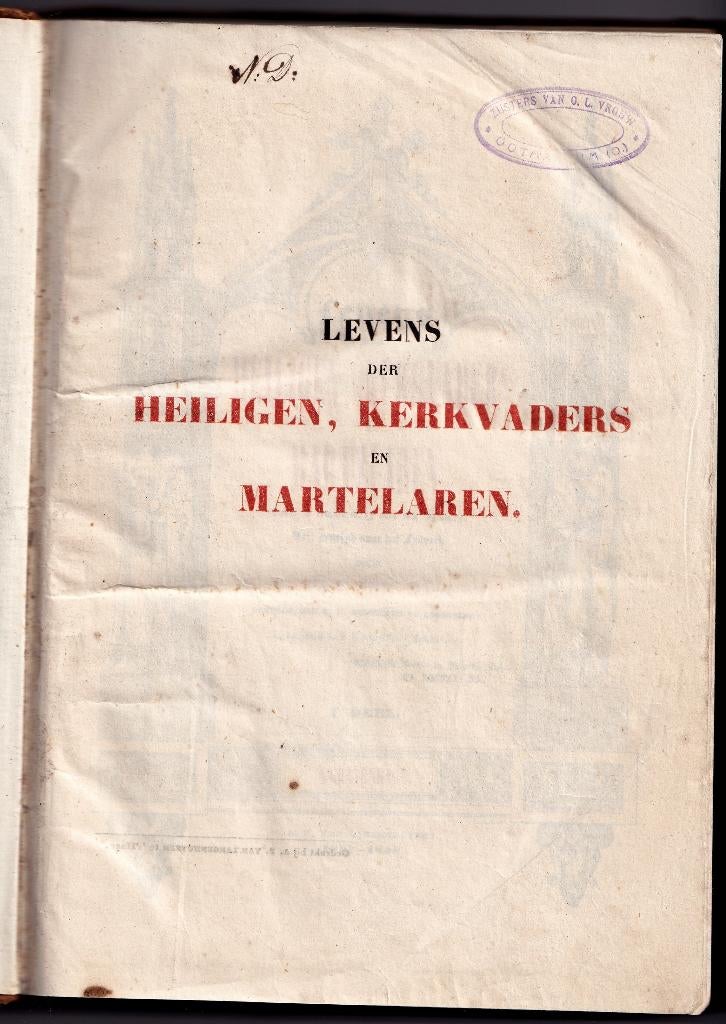 N: D:
ZUSTERS VAN O. L. VROUW
LEVENS
DER
HEILIGEN, KERKVADERS
EN
MARTELAREN.